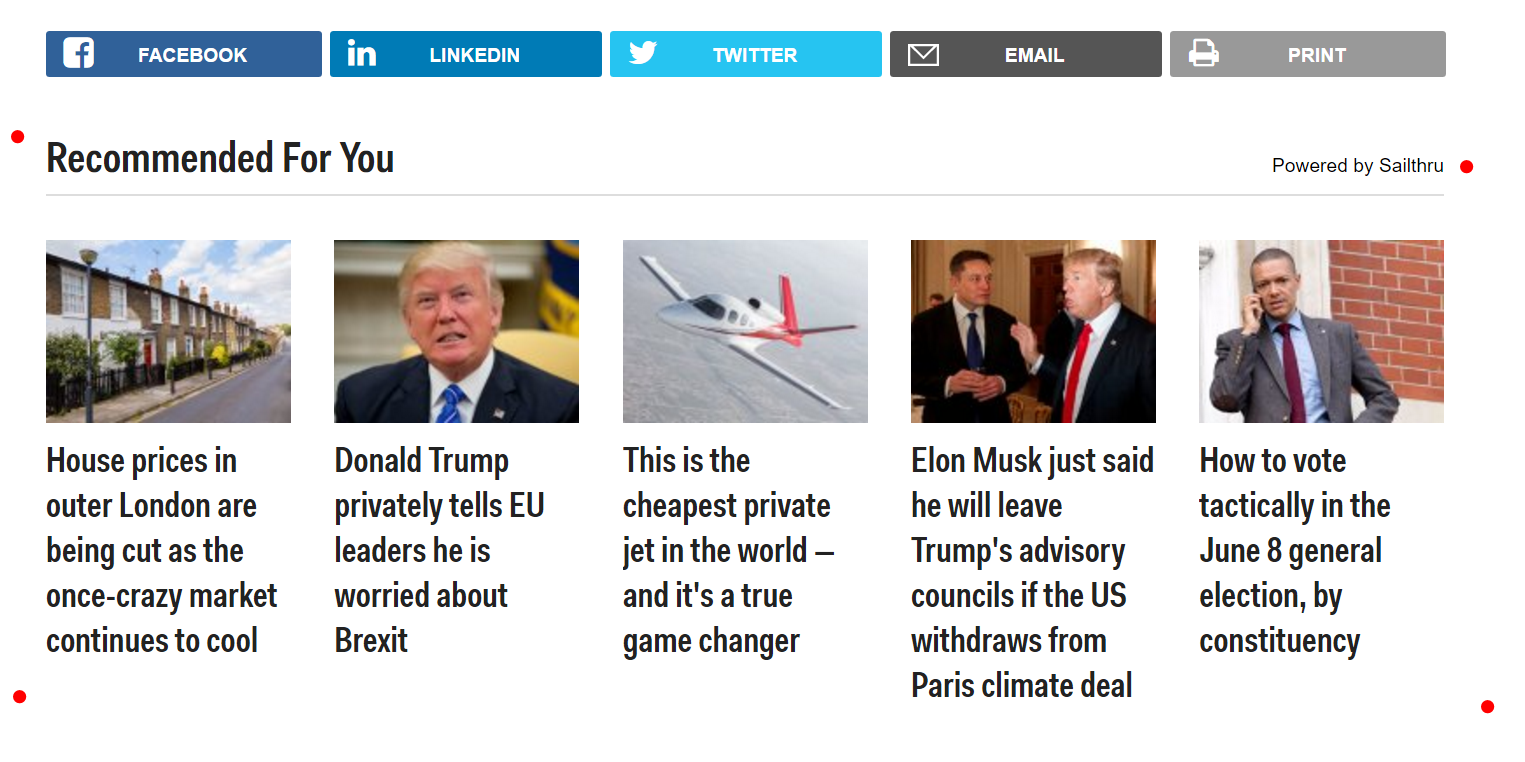 FACEBOOK
LINKEDIN
TWITTER
EMAIL
PRINT
Recommended For You
Powered by Sailthru
House prices in
outer London are
being cut as the
once-crazy market
continues to cool
Donald Trump
privately tells EU
leaders he is
worried about
Brexit
This is the
cheapest private
jet in the world —
and it's a true
game changer
Elon Musk just said
he will leave
Trump's advisory
councils if the US
withdraws from
Paris climate deal
How to vote
tactically in the
June 8 general
election, by
constituency